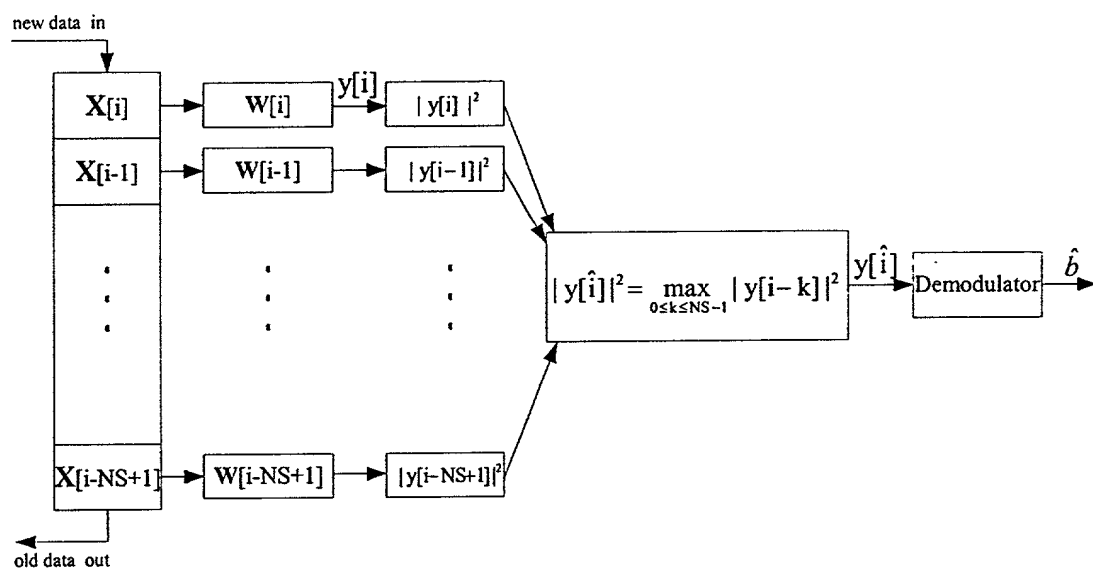 new data in
X[i] W[i] y[i] | y[i] |²
X[i-1] W[i-1] | y[i−1]|²
| y[î]|² = max 0≤k≤NS−1 | y[i−k]|² y[î] Demodulator b̂
X[i-NS+1] W[i-NS+1] | y[i−NS+1]|²
old data out